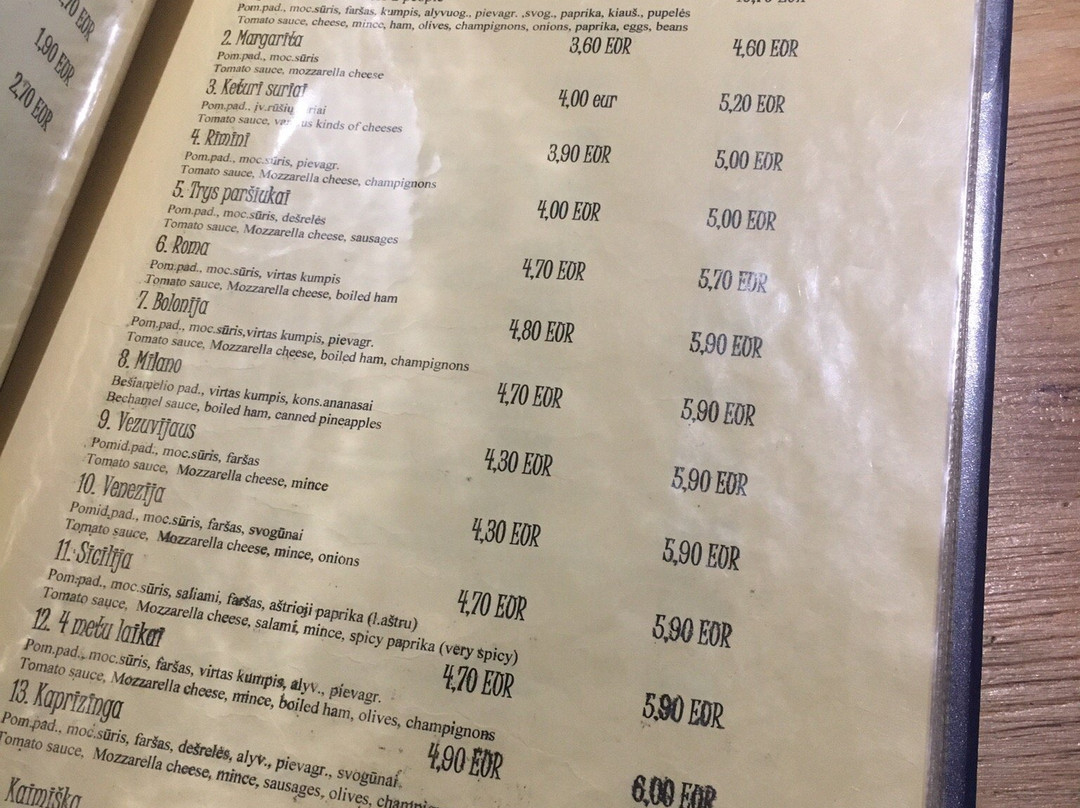 1,90 EUR
2,70 EUR
Pom.pad., moc.sūris, faršas, kumpis, alyvuog., pievagr. ,svog., paprika, kiauš., pupelės
Tomato sauce, cheese, mince, ham, olives, champignons, onions, paprika, eggs, beans
2. Margarita 3,60 EUR 4,60 EUR
Pom.pad., moc.sūris
Tomato sauce, mozzarella cheese
3. Keturi sūriai 4,00 eur 5,20 EUR
Pom.pad., įv.rūšių
Tomato sauce, kinds of cheeses
4. Rimini 3,90 EUR 5,00 EUR
Pom.pad., moc.sūris, pievagr.
Tomato sauce, Mozzarella cheese, champignons
5. Trys paršiukai 4,00 EUR 5,00 EUR
Pom.pad., moc.sūris, dešrelės
Tomato sauce, Mozzarella cheese, sausages
6. Roma 4,70 EUR 5,70 EUR
Pom.pad., moc.sūris, virtas kumpis
Tomato sauce, Mozzarella cheese, boiled ham
7. Bolonija 4,80 EUR 5,90 EUR
Pom.pad., moc.sūris,virtas kumpis, pievagr.
Tomato sauce, Mozzarella cheese, boiled ham, champignons
8. Milano 4,70 EUR 5,90 EUR
Bešiamelio pad., virtas kumpis, kons.ananasai
Bechamel sauce, boiled ham, canned pineapples
9. Vezuvijaus 4,30 EUR 5,90 EUR
Pomid.pad., moc.sūris, faršas
Tomato sauce, Mozzarella cheese, mince
10. Venezija 4,30 EUR 5,90 EUR
Pomid.pad., moc.sūris, faršas, svogūnai
Tomato sauce, Mozzarella cheese, mince, onions
11. Sicilija 4,70 EUR 5,90 EUR
Pom.pad., moc.sūris, saliami, faršas, aštrioji paprika (l.aštru)
Tomato sauce, Mozzarella cheese, salami, mince, spicy paprika (very spicy)
12. 4 metų laikai 4,70 EUR 5.90 EUR
Pom.pad., moc.sūris, faršas, virtas kumpis, alyv., pievagr.
Tomato sauce, Mozzarella cheese, mince, boiled ham, olives, champignons
13. Kaprizinga 4,90 EUR 6,00 EUR
Pom.pad., moc.sūris, faršas, dešrelės, alyv., pievagr., svogūnai
Tomato sauce, Mozzarella cheese, mince, sausages, olives,
Kaimiška